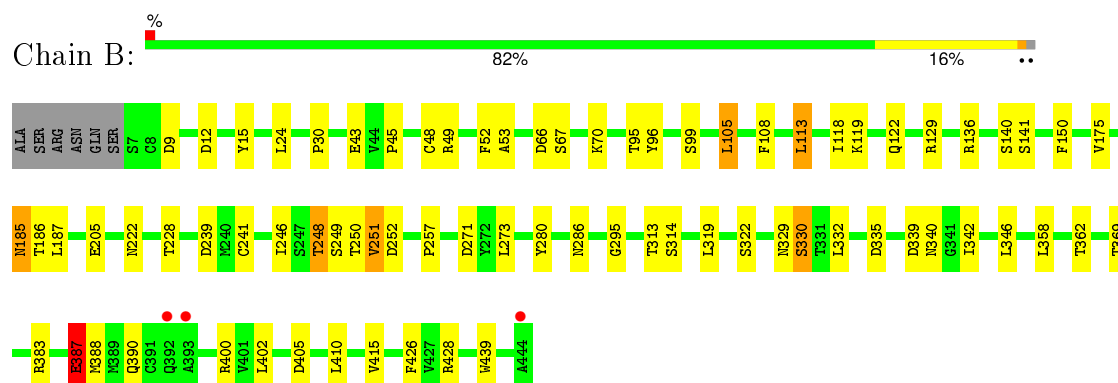 %
Chain B:
82% 16% ••
ALA SER ARG ASN GLN SER S7 C8 D9 D12 Y15 L24 P30 E43 V44 P45 C48 R49 F52 A53 D66 S67 K70 T95 Y96 S99 L105 F108 L113 I118 K119 Q122 R129 R136 S140 S141 F150 V175
N185 T186 L187 E205 N222 T228 D239 M240 C241 I246 S247 T248 S249 T250 V251 D252 P257 D271 Y272 L273 Y280 N286 G295 T313 S314 L319 S322 N329 S330 T331 L332 D335 D339 N340 G341 I342 L346 L358 T362 T369
R383 E387 M388 M389 Q390 C391 Q392 A393 R400 V401 L402 D405 L410 V415 F426 V427 R428 W439 A444